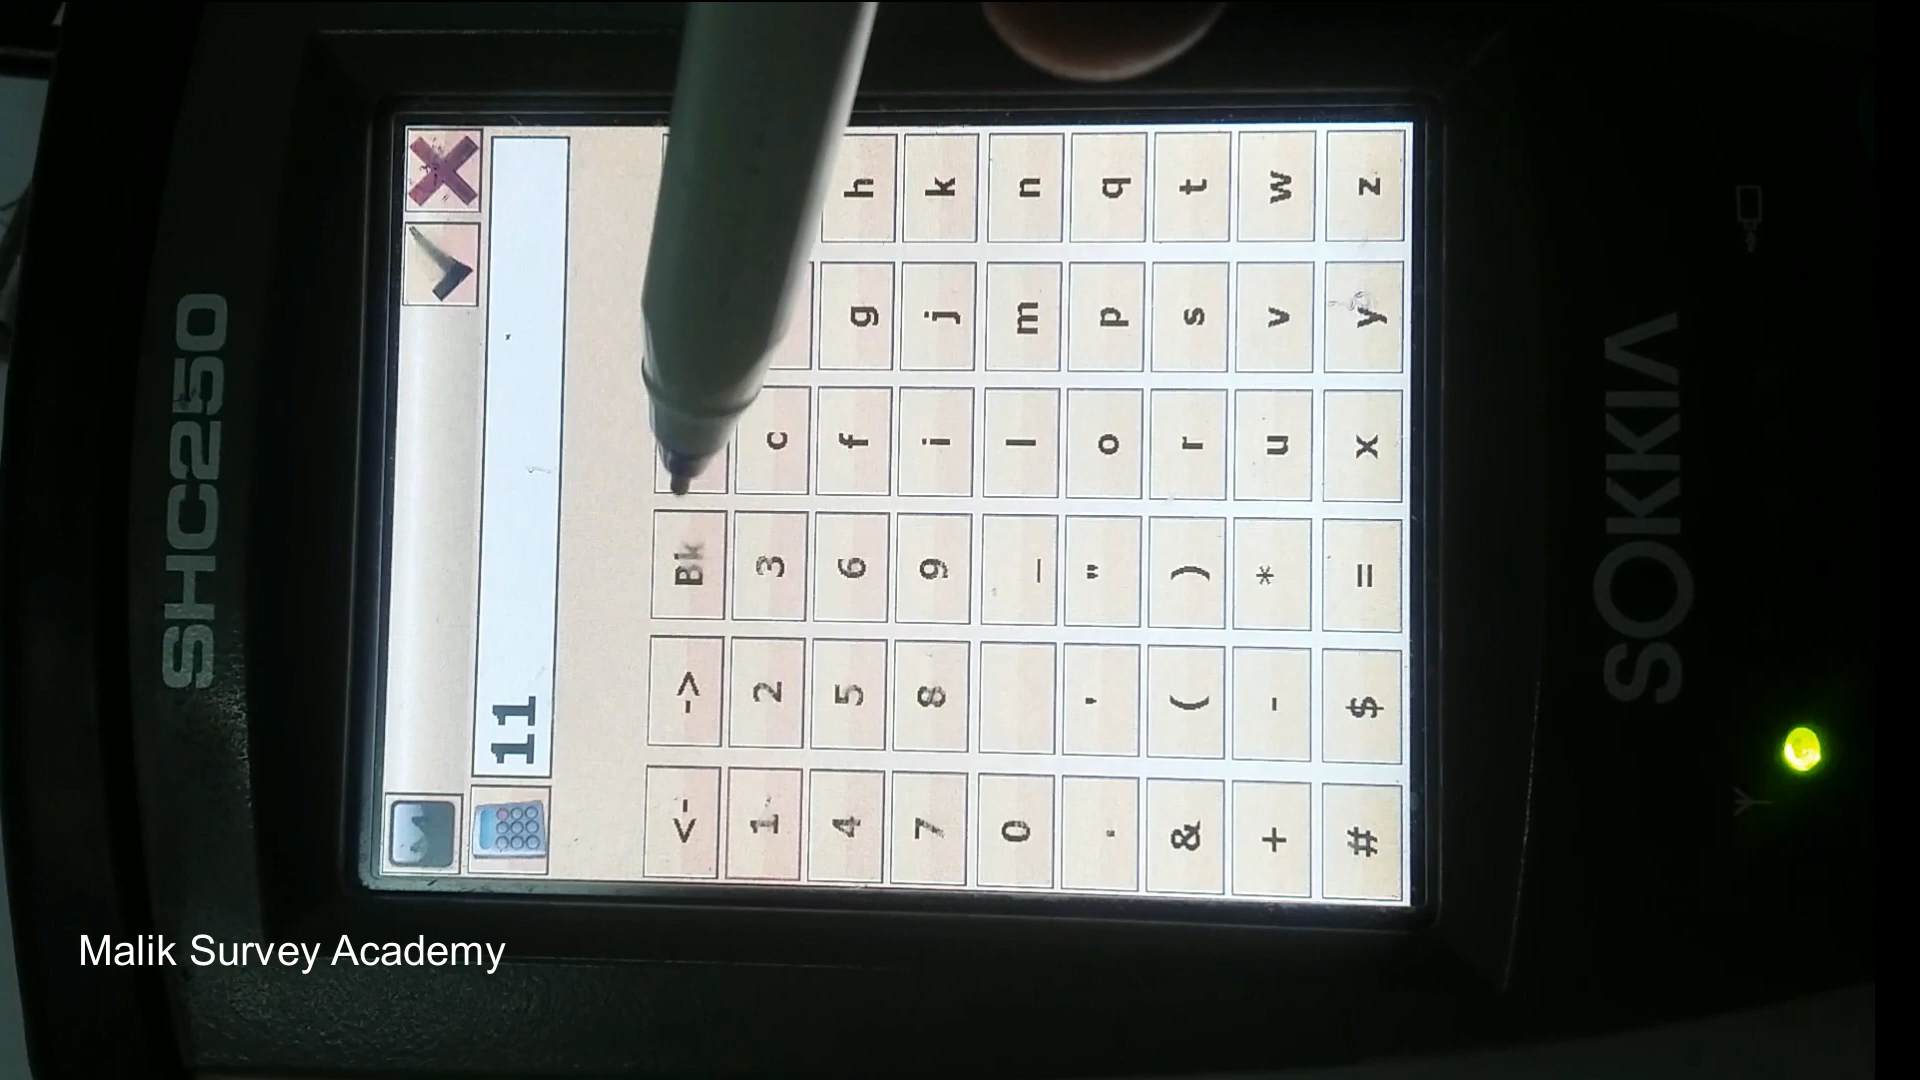 SHC250
11
<- -> Bk
1 2 3 c
4 5 6 f g h
7 8 9 i j k
0 _ l m n
. ' " o p q
& ( ) r s t
+ - * u v w
# $ = x y z
SOKKIA
Malik Survey Academy